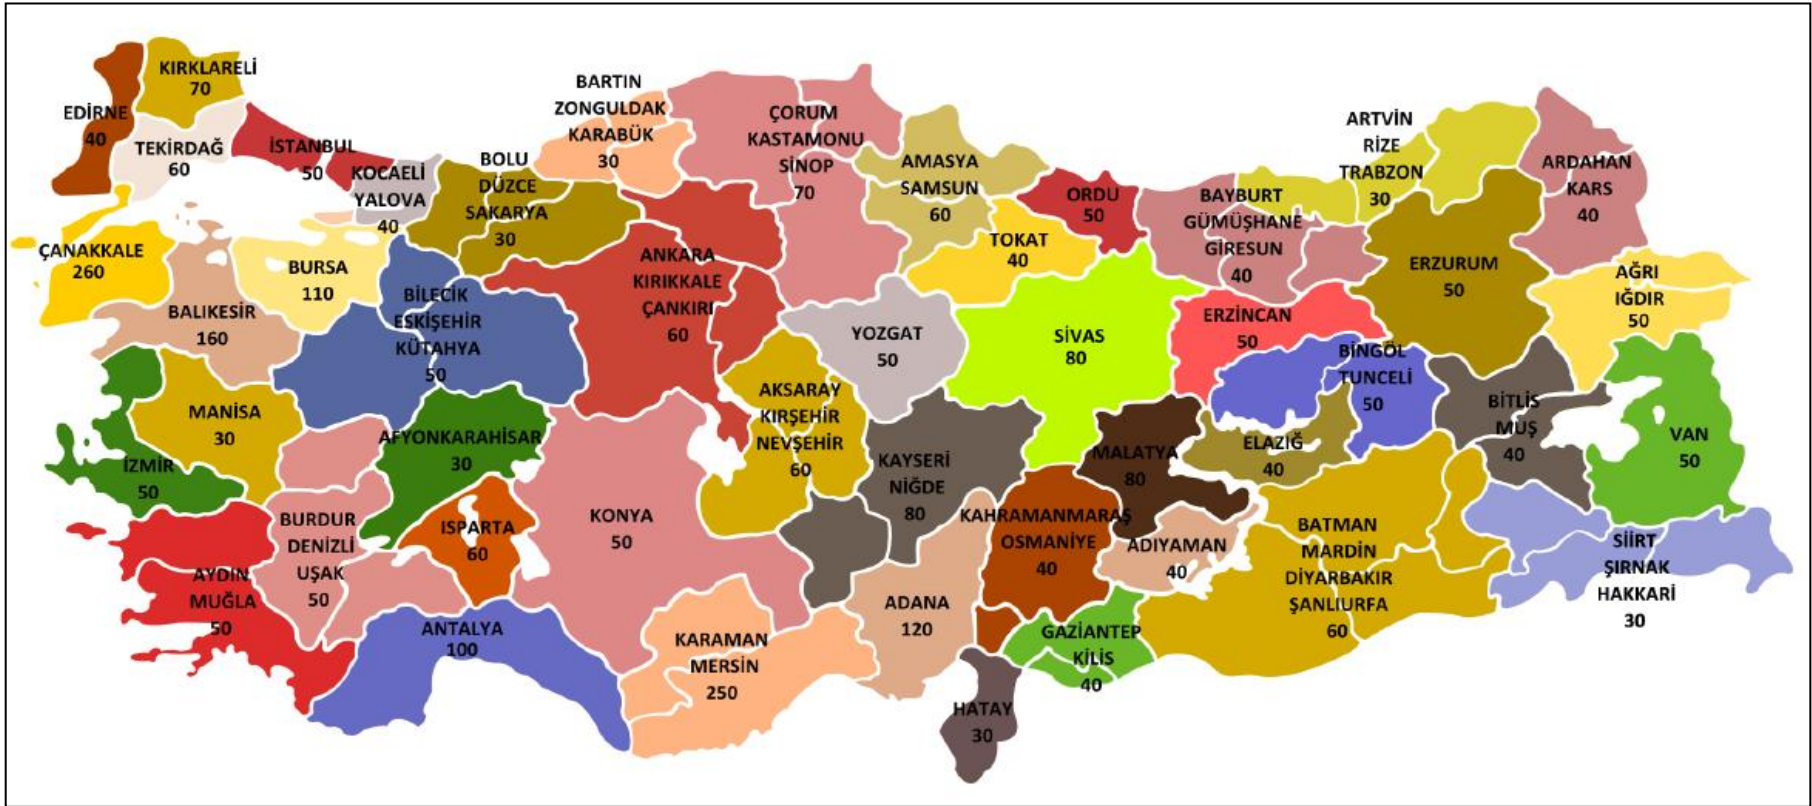 KIRKLARELİ
70
EDİRNE
40
TEKİRDAĞ
60
İSTANBUL
50
KOCAELİ
YALOVA
40
BOLU
DÜZCE
SAKARYA
30
BARTIN
ZONGULDAK
KARABÜK
30
ÇORUM
KASTAMONU
SİNOP
70
AMASYA
SAMSUN
60
ORDU
50
TOKAT
40
BAYBURT
GÜMÜŞHANE
GİRESUN
40
ARTVİN
RİZE
TRABZON
30
ARDAHAN
KARS
40
ÇANAKKALE
260
BALIKESİR
160
BURSA
110
BİLECİK
ESKİŞEHİR
KÜTAHYA
50
ANKARA
KIRIKKALE
ÇANKIRI
60
YOZGAT
50
SİVAS
80
ERZİNCAN
50
ERZURUM
50
AĞRI
IĞDIR
50
MANİSA
30
İZMİR
50
AFYONKARAHİSAR
30
AKSARAY
KIRŞEHİR
NEVŞEHİR
60
KAYSERİ
NİĞDE
80
MALATYA
80
ELAZIĞ
40
BİNGÖL
TUNCELİ
50
BİTLİS
MUŞ
40
VAN
50
AYDIN
MUĞLA
50
BURDUR
DENİZLİ
UŞAK
50
ISPARTA
60
KONYA
50
ANTALYA
100
KARAMAN
MERSİN
250
ADANA
120
KAHRAMANMARAŞ
OSMANİYE
40
ADIYAMAN
40
GAZİANTEP
KİLİS
40
HATAY
30
BATMAN
MARDİN
DİYARBAKIR
ŞANLIURFA
60
SİİRT
ŞIRNAK
HAKKARİ
30